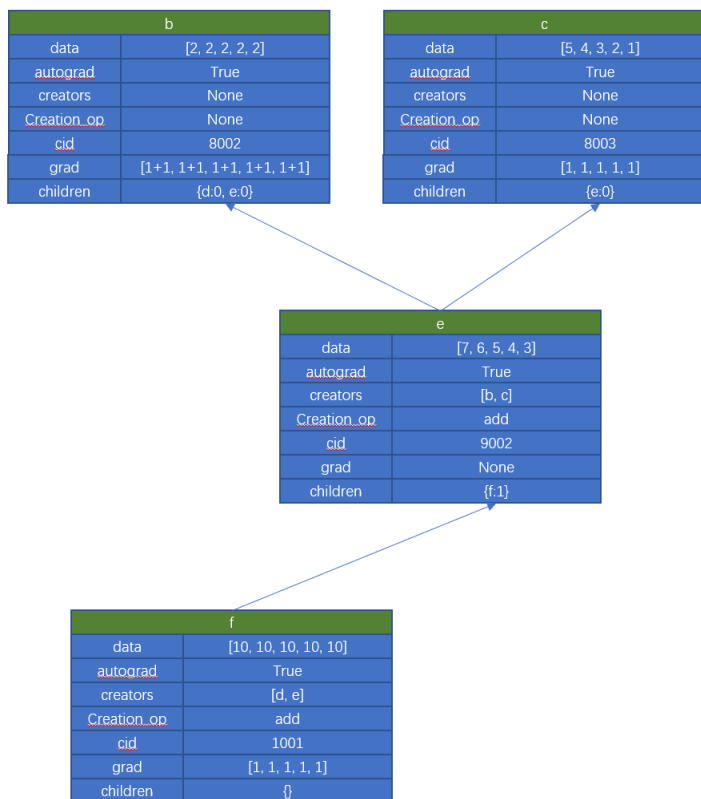 b
data [2, 2, 2, 2, 2]
autograd True
creators None
Creation_op None
cid 8002
grad [1+1, 1+1, 1+1, 1+1, 1+1]
children {d:0, e:0}
c
data [5, 4, 3, 2, 1]
autograd True
creators None
Creation_op None
cid 8003
grad [1, 1, 1, 1, 1]
children {e:0}
e
data [7, 6, 5, 4, 3]
autograd True
creators [b, c]
Creation_op add
cid 9002
grad None
children {f:1}
f
data [10, 10, 10, 10, 10]
autograd True
creators [d, e]
Creation_op add
cid 1001
grad [1, 1, 1, 1, 1]
children {}